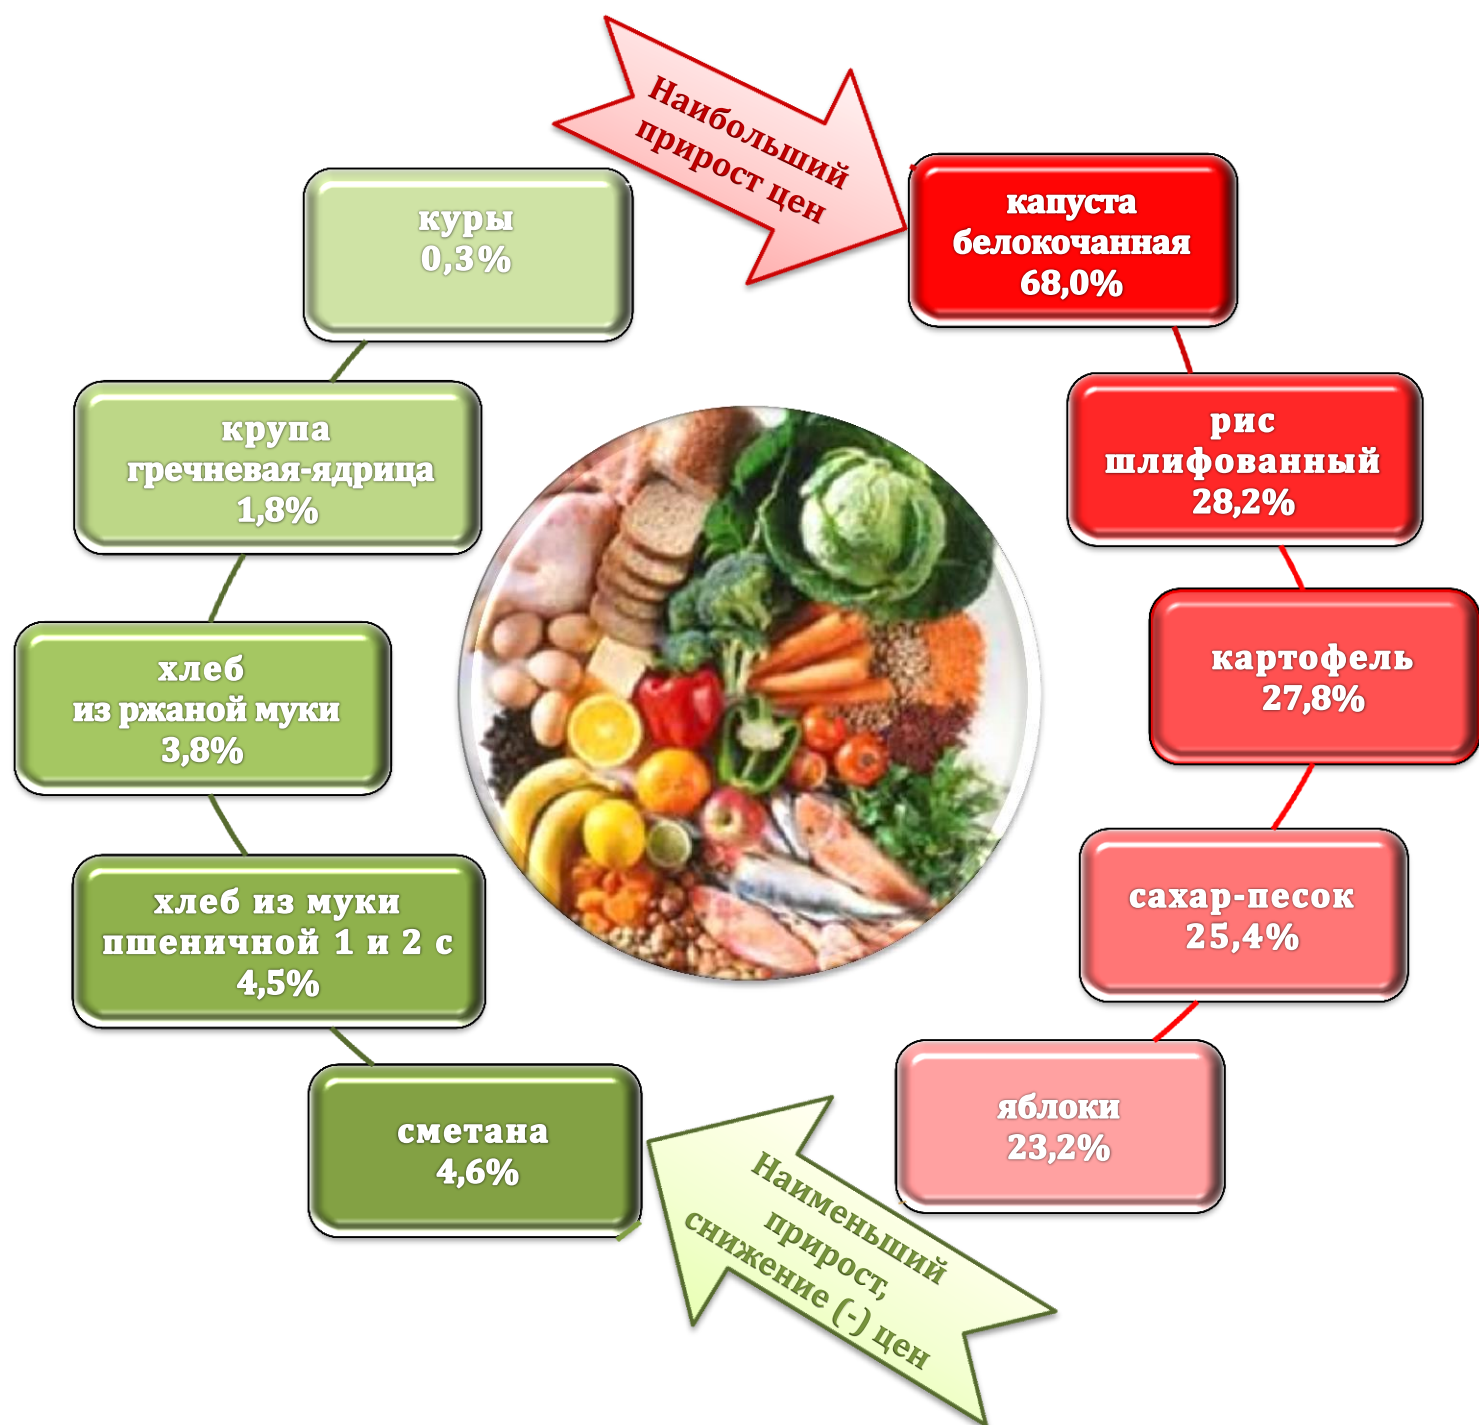 Наибольший
прирост цен
капуста
белокочанная
68,0%
рис
шлифованный
28,2%
картофель
27,8%
сахар-песок
25,4%
яблоки
23,2%
куры
0,3%
крупа
гречневая-ядрица
1,8%
хлеб
из ржаной муки
3,8%
хлеб из муки
пшеничной 1 и 2 с
4,5%
сметана
4,6%
Наименьший
прирост,
снижение (-) цен